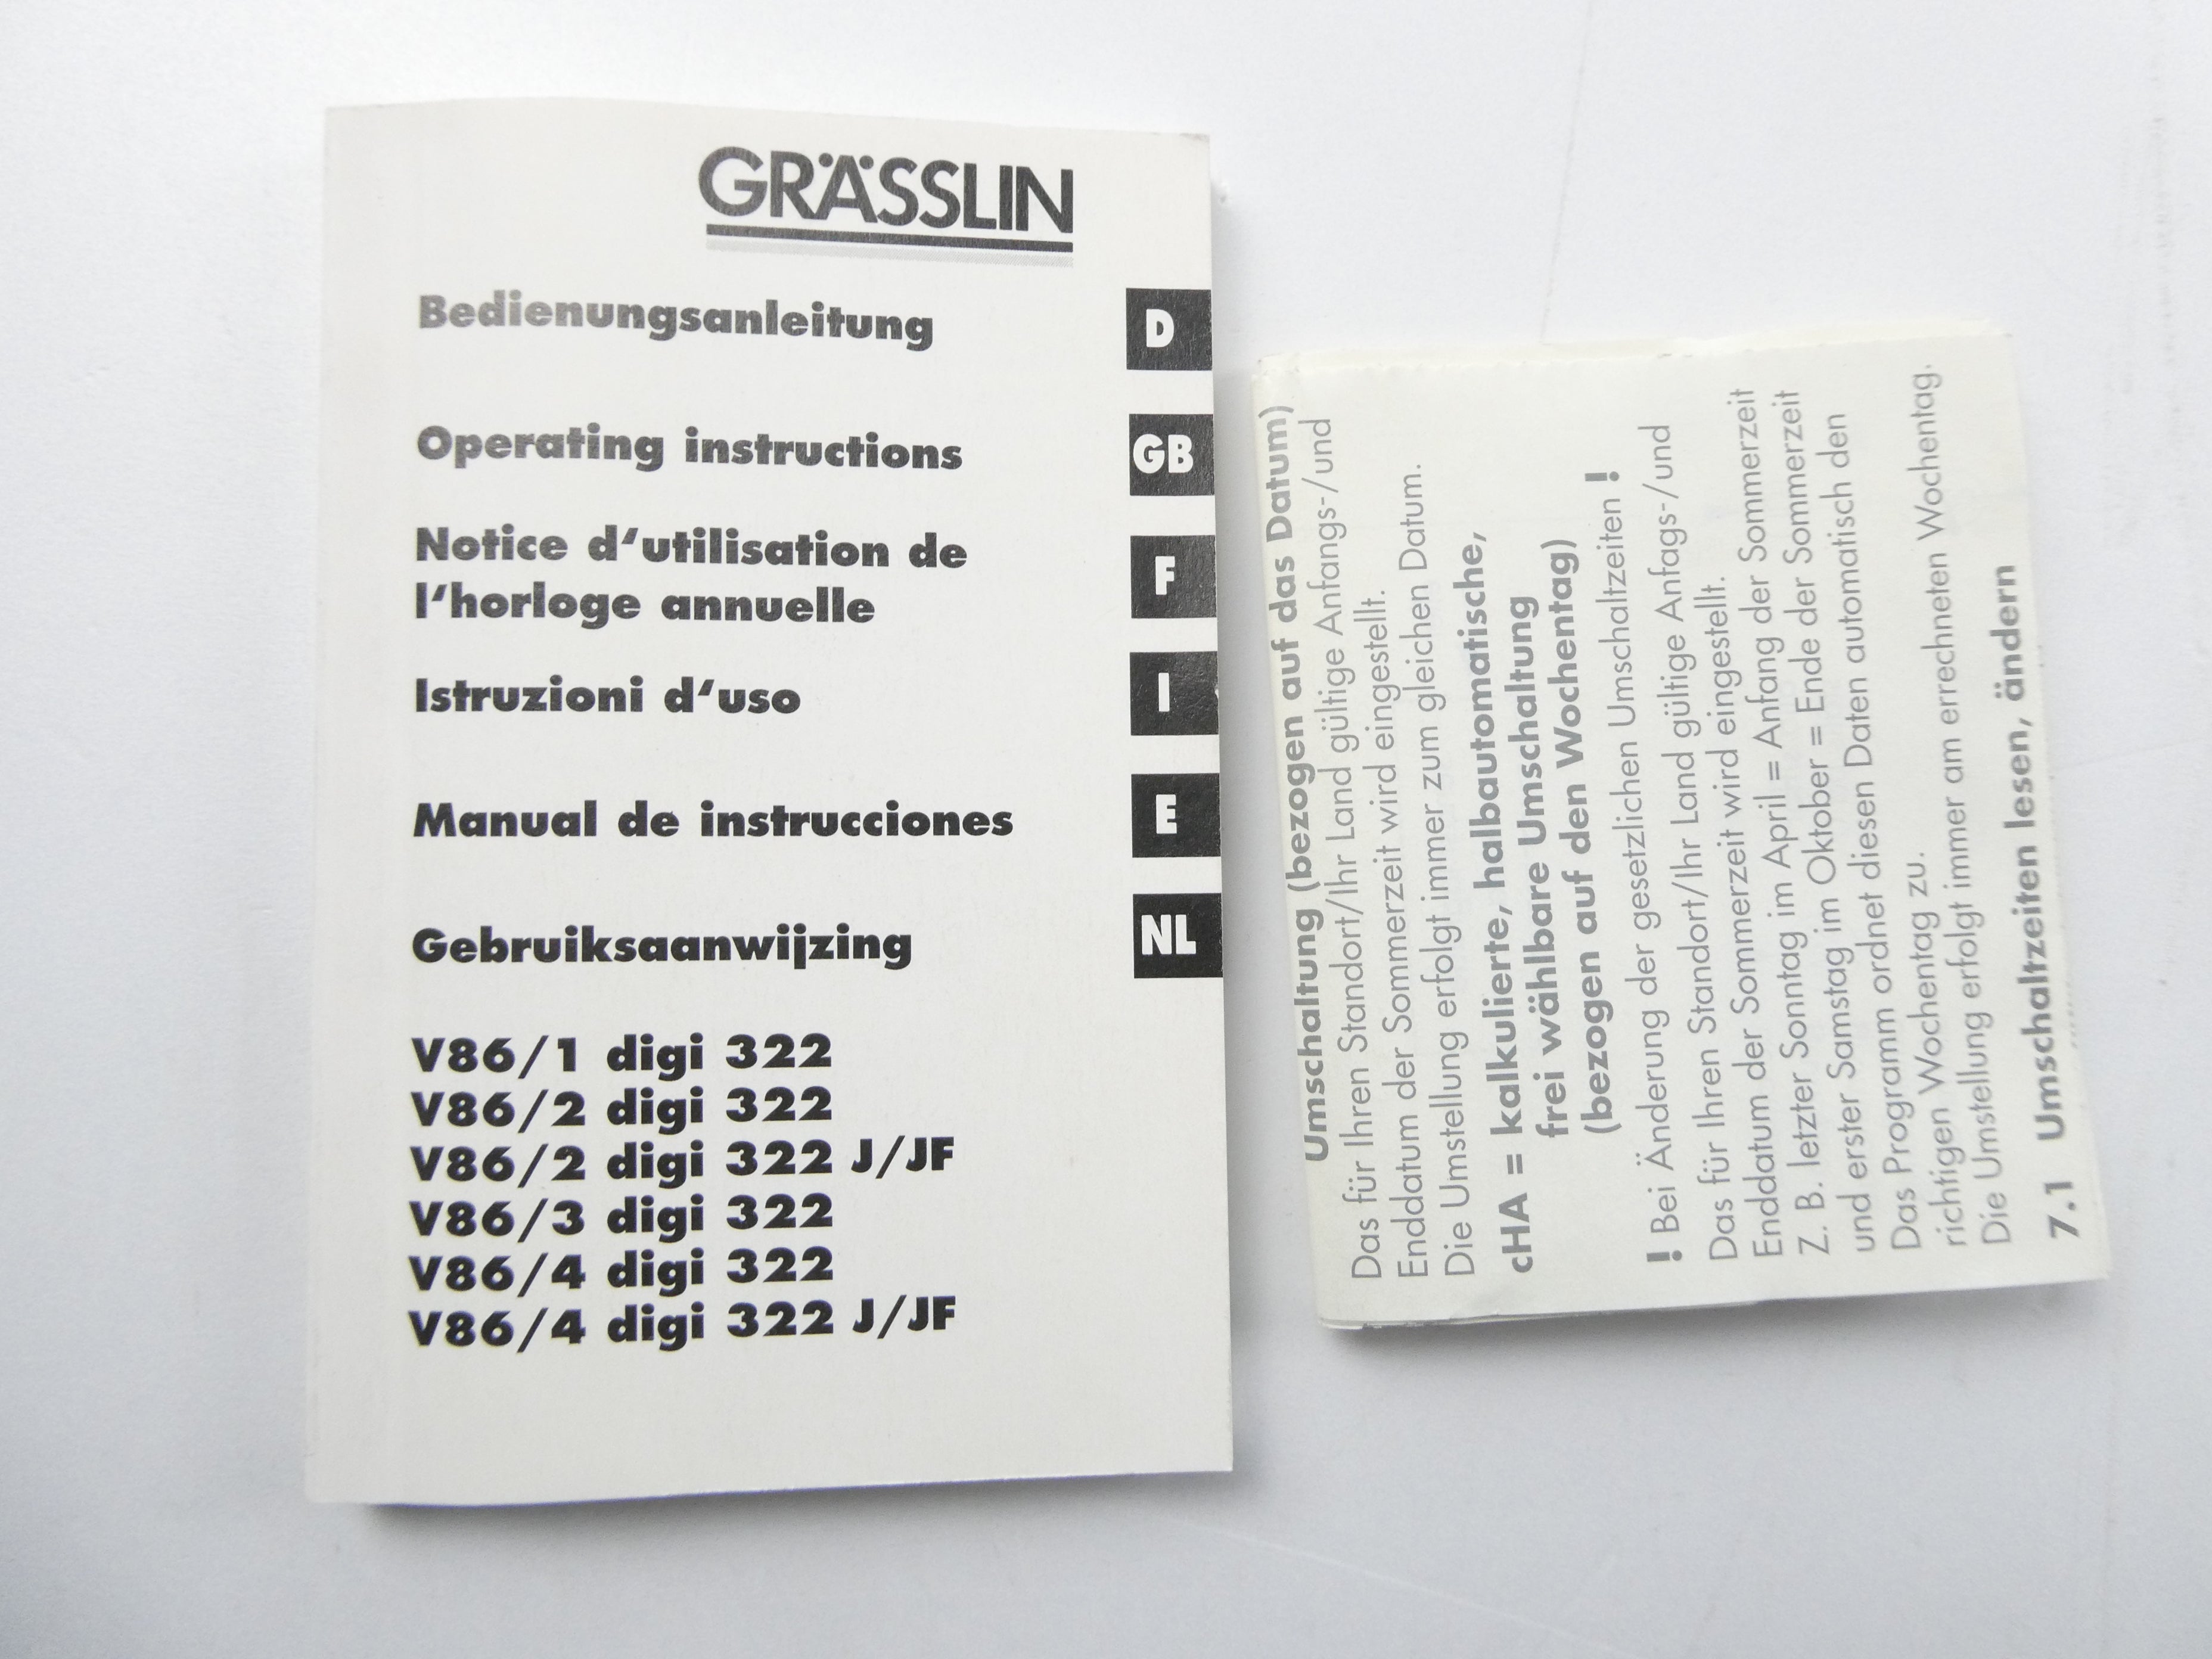 GRÄSSLIN
Bedienungsanleitung D
Operating instructions GB
Notice d'utilisation de
l'horloge annuelle F
Istruzioni d'uso I
Manual de instrucciones E
Gebruiksaanwijzing NL
V86/1 digi 322
V86/2 digi 322
V86/2 digi 322 J/JF
V86/3 digi 322
V86/4 digi 322
V86/4 digi 322 J/JF
Umschaltung (bezogen auf das Datum)
Das für Ihren Standort/Ihr Land gültige Anfangs-/und
Enddatum der Sommerzeit wird eingestellt.
Die Umstellung erfolgt immer zum gleichen Datum.
cHA = kalkulierte, halbautomatische,
frei wählbare Umschaltung
(bezogen auf den Wochentag)
! Bei Änderung der gesetzlichen Umschaltzeiten !
Das für Ihren Standort/Ihr Land gültige Anfags-/und
Enddatum der Sommerzeit wird eingestellt.
Z. B. letzter Sonntag im April = Anfang der Sommerzeit
und erster Samstag im Oktober = Ende der Sommerzeit
Das Programm ordnet diesen Daten automatisch den
richtigen Wochentag zu.
Die Umstellung erfolgt immer am errechneten Wochentag.
7.1 Umschaltzeiten lesen, ändern